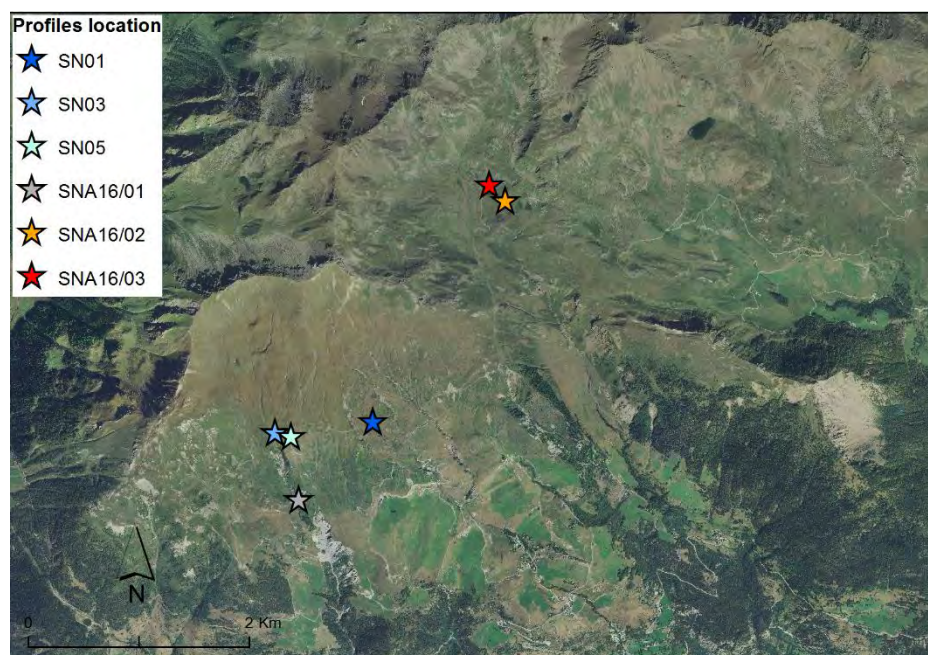 Profiles location
SN01
SN03
SN05
SNA16/01
SNA16/02
SNA16/03
N
0 2 Km